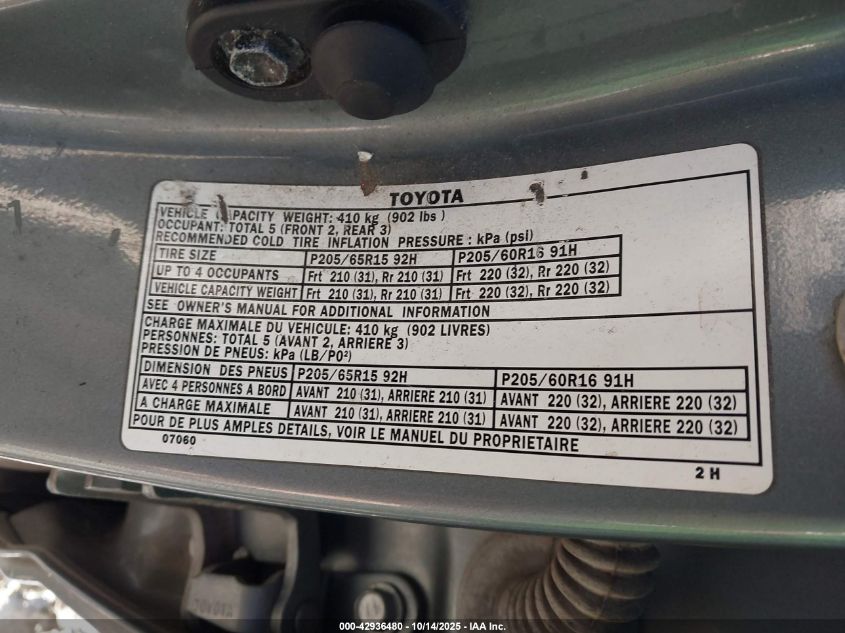 TOYOTA
VEHICLE CAPACITY WEIGHT: 410 kg (902 lbs)
OCCUPANT: TOTAL 5 (FRONT 2, REAR 3)
RECOMMENDED COLD TIRE INFLATION PRESSURE : kPa (psi)
TIRE SIZE P205/65R15 92H P205/60R16 91H
UP TO 4 OCCUPANTS Frt 210 (31), Rr 210 (31) Frt 220 (32), Rr 220 (32)
VEHICLE CAPACITY WEIGHT Frt 210 (31), Rr 210 (31) Frt 220 (32), Rr 220 (32)
SEE OWNER'S MANUAL FOR ADDITIONAL INFORMATION
CHARGE MAXIMALE DU VEHICULE: 410 kg (902 LIVRES)
PERSONNES: TOTAL 5 (AVANT 2, ARRIERE 3)
PRESSION DE PNEUS: kPa (LB/PO²)
DIMENSION DES PNEUS P205/65R15 92H P205/60R16 91H
AVEC 4 PERSONNES A BORD AVANT 210 (31), ARRIERE 210 (31) AVANT 220 (32), ARRIERE 220 (32)
A CHARGE MAXIMALE AVANT 210 (31), ARRIERE 210 (31) AVANT 220 (32), ARRIERE 220 (32)
POUR DE PLUS AMPLES DETAILS, VOIR LE MANUEL DU PROPRIETAIRE
07060
2 H
TOYOTA
000-42936480 - 10/14/2025 - IAA Inc.